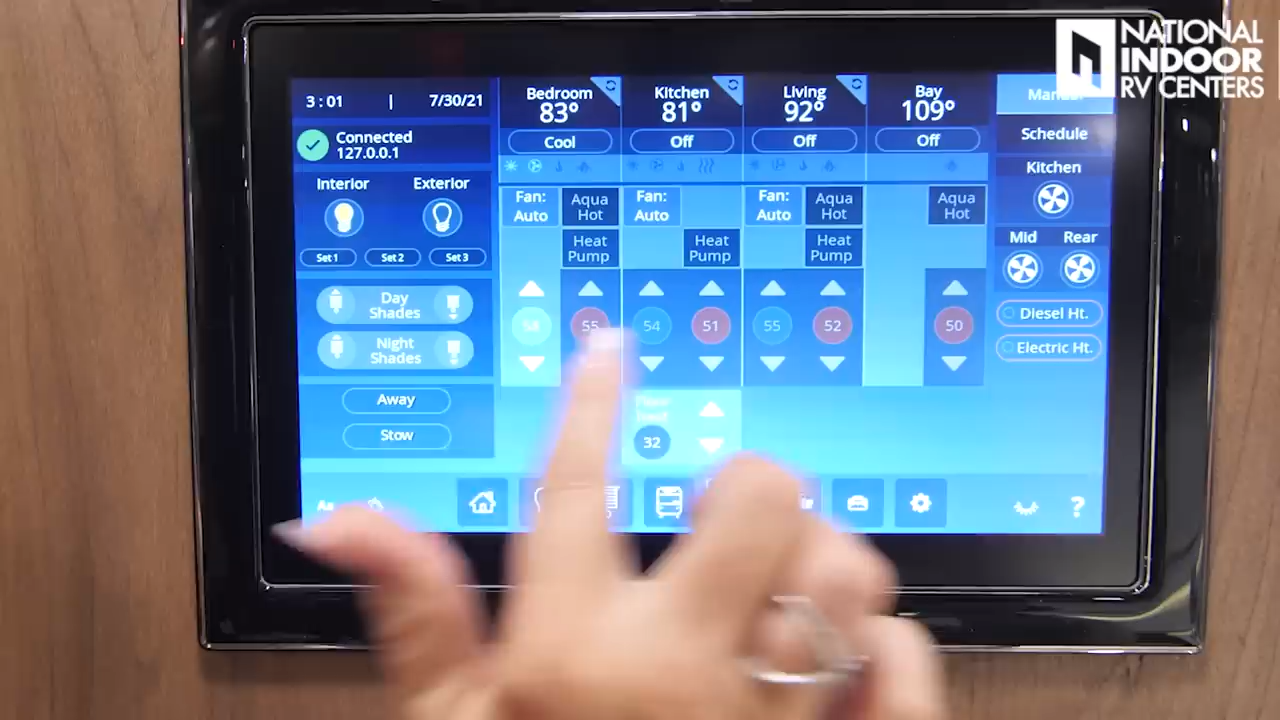 NATIONAL
INDOOR
RV CENTERS
3:01 | 7/30/21
Connected
127.0.0.1
Interior Exterior
Set 1 Set 2 Set 3
Day
Shades
Night
Shades
Away
Stow
Bedroom Kitchen Living Bay
83° 81° 92° 109°
Cool Off Off Off
Fan:
Auto
Aqua
Hot
Fan:
Auto
Fan:
Auto
Aqua
Hot
Aqua
Hot
Heat
Pump
Heat
Pump
Heat
Pump
55 54 51 55 52 50
32
Schedule
Kitchen
Mid Rear
Diesel Ht.
Electric Ht.
?